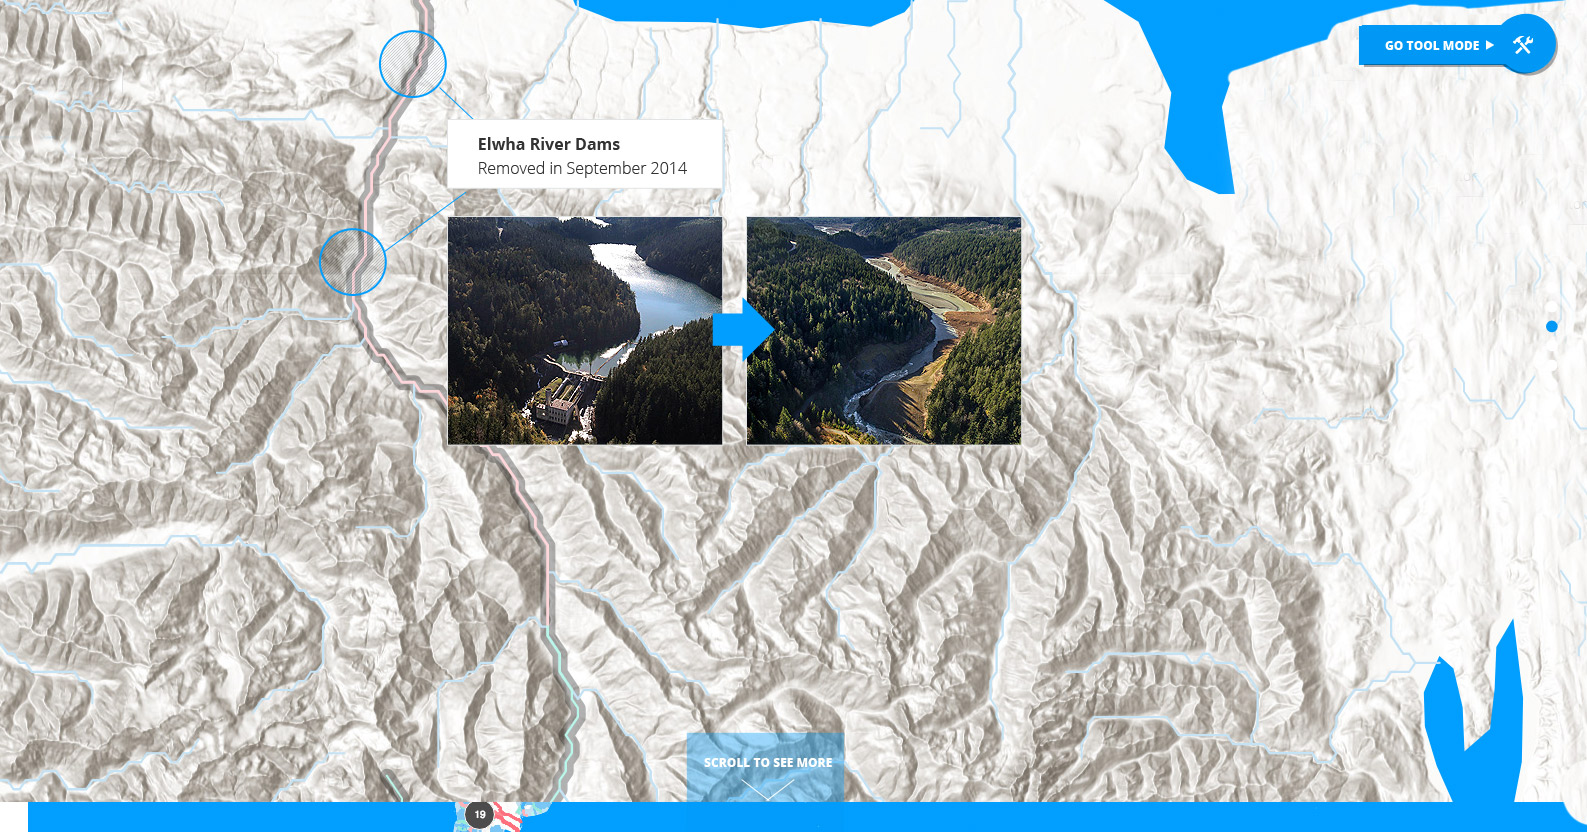 GO TOOL MODE
Elwha River Dams
Removed in September 2014
SCROLL TO SEE MORE
19